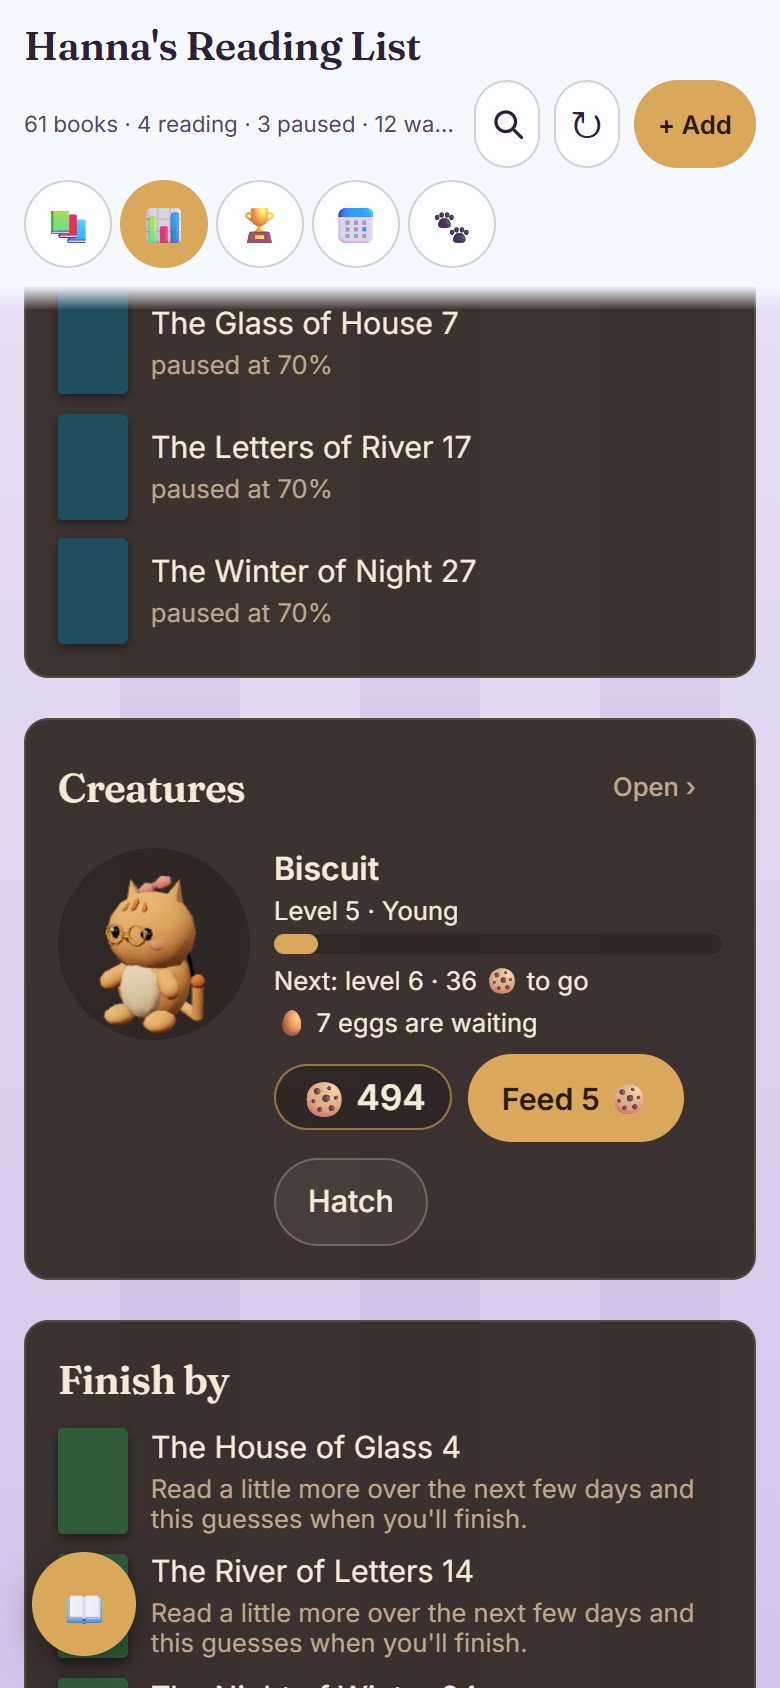 Hanna's Reading List
61 books · 4 reading · 3 paused · 12 wa...
+ Add
The Glass of House 7
paused at 70%
The Letters of River 17
paused at 70%
The Winter of Night 27
paused at 70%
Creatures
Open ›
Biscuit
Level 5 · Young
Next: level 6 · 36 🍪 to go
🥚 7 eggs are waiting
🍪 494
Feed 5 🍪
Hatch
Finish by
The House of Glass 4
Read a little more over the next few days and
this guesses when you'll finish.
The River of Letters 14
Read a little more over the next few days and
this guesses when you'll finish.